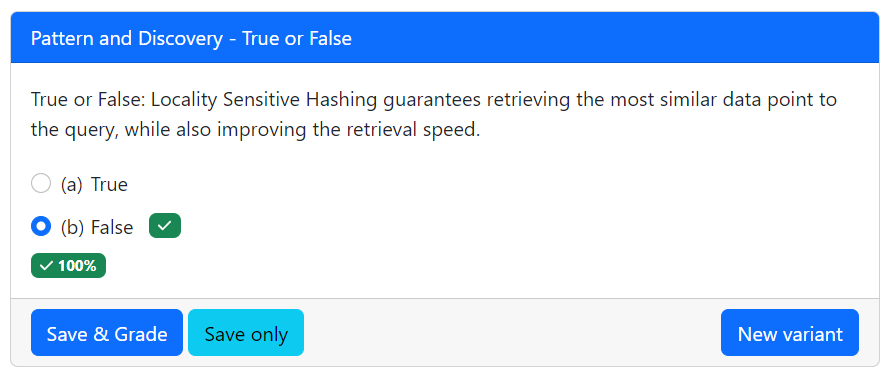 Pattern and Discovery - True or False
True or False: Locality Sensitive Hashing guarantees retrieving the most similar data point to
the query, while also improving the retrieval speed.
(a) True
(b) False
100%
Save & Grade Save only New variant